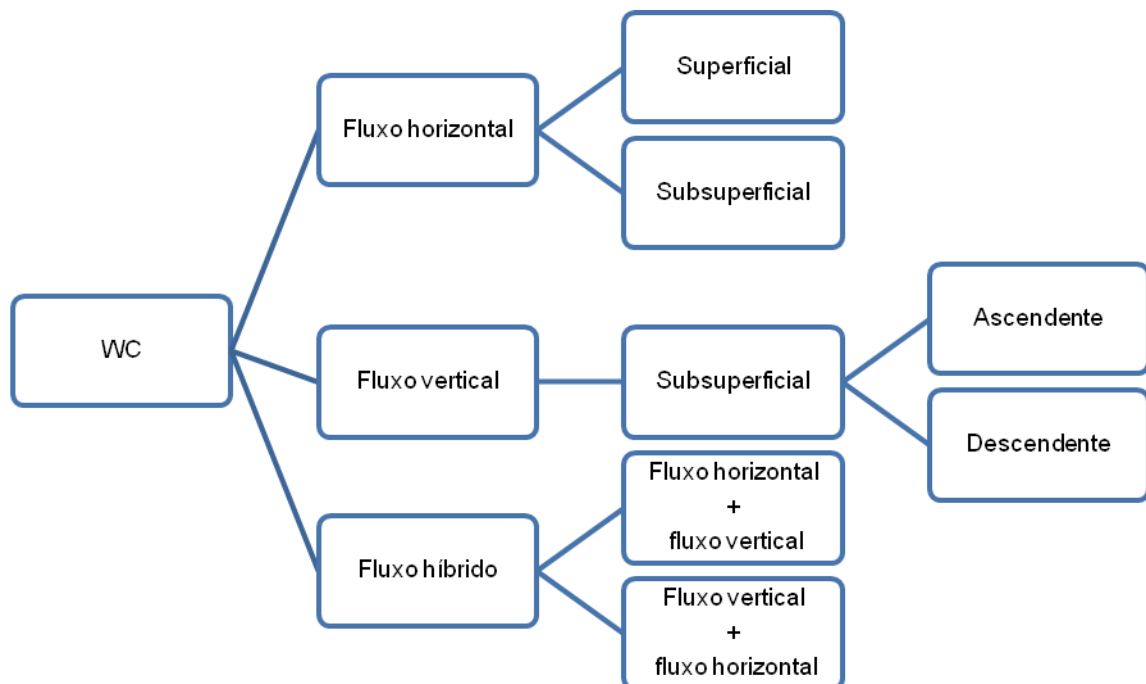 WC
Fluxo horizontal
Superficial
Subsuperficial
Fluxo vertical
Subsuperficial
Ascendente
Descendente
Fluxo híbrido
Fluxo horizontal
+
fluxo vertical
Fluxo vertical
+
fluxo horizontal